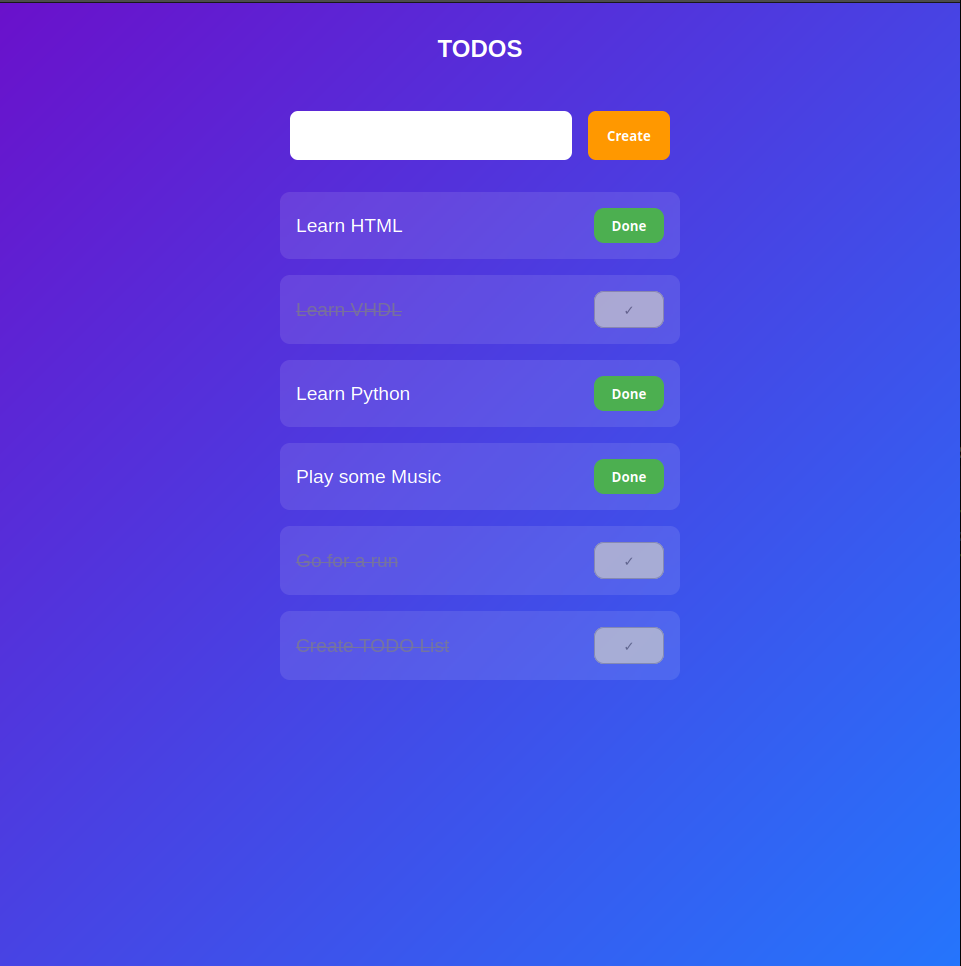 TODOS
Create
Learn HTML Done
Learn VHDL ✓
Learn Python Done
Play some Music Done
Go for a run ✓
Create TODO List ✓